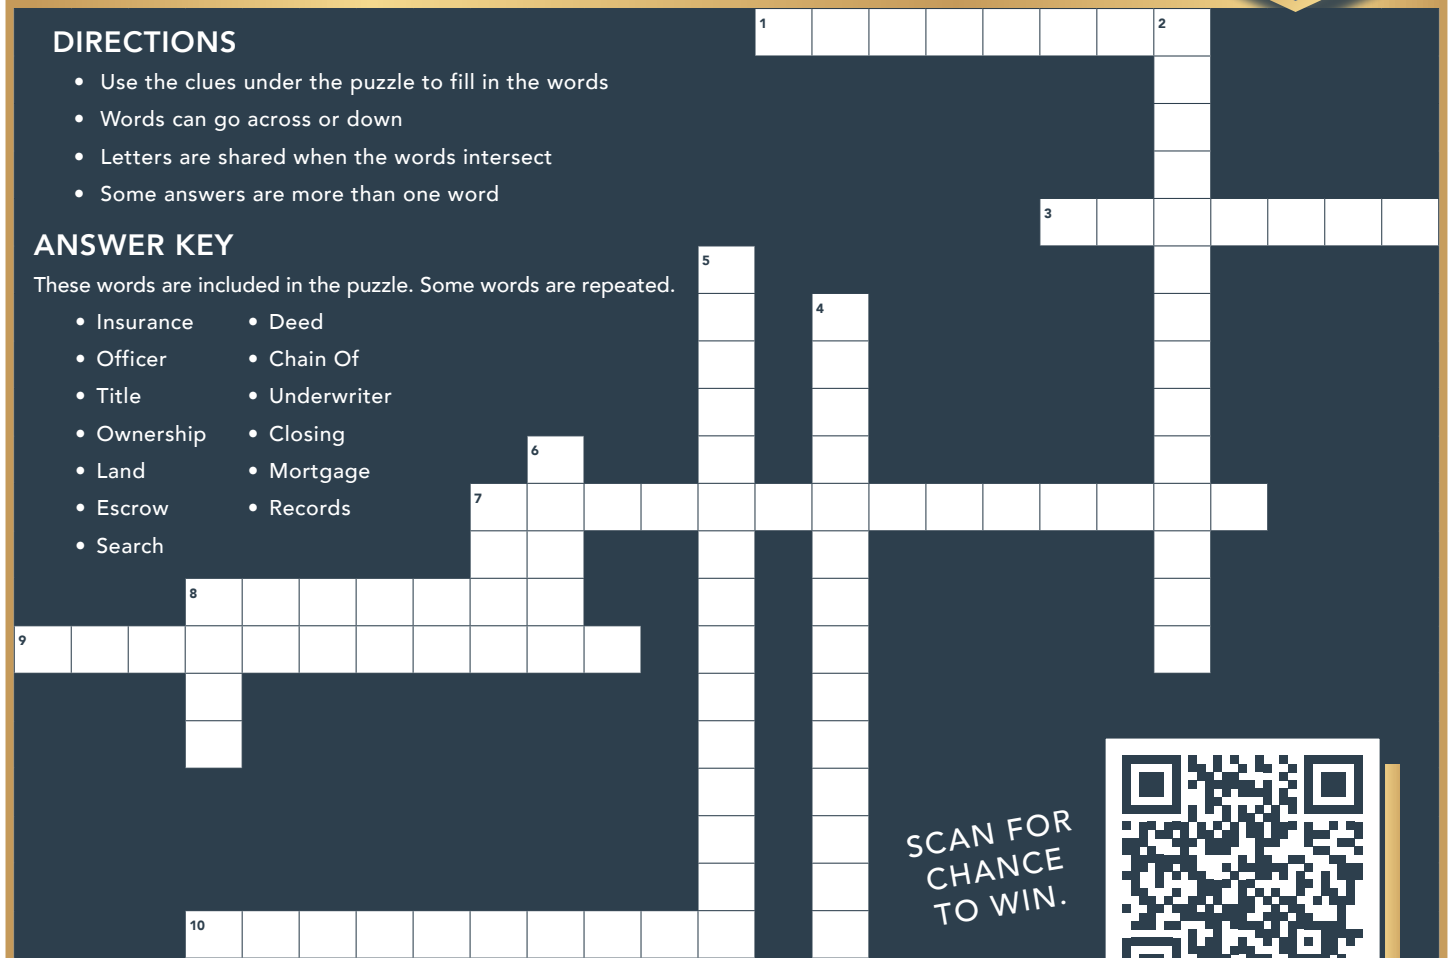 DIRECTIONS
• Use the clues under the puzzle to fill in the words
• Words can go across or down
• Letters are shared when the words intersect
• Some answers are more than one word
ANSWER KEY
These words are included in the puzzle. Some words are repeated.
• Insurance
• Officer
• Title
• Ownership
• Land
• Escrow
• Search
• Deed
• Chain Of
• Underwriter
• Closing
• Mortgage
• Records
1
2
3
5
4
6
7
8
9
10
SCAN FOR
CHANCE
TO WIN.